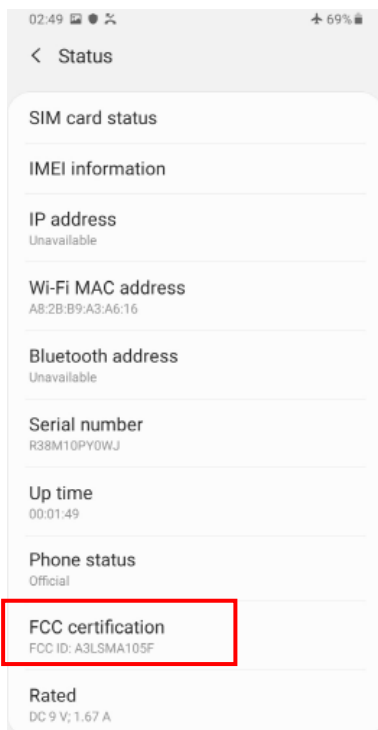 02:49 69%
Status
SIM card status
IMEI information
IP address
Unavailable
Wi-Fi MAC address
A8:2B:B9:A3:A6:16
Bluetooth address
Unavailable
Serial number
R38M10PY0WJ
Up time
00:01:49
Phone status
Official
FCC certification
FCC ID: A3LSMA105F
Rated
DC 9 V; 1.67 A